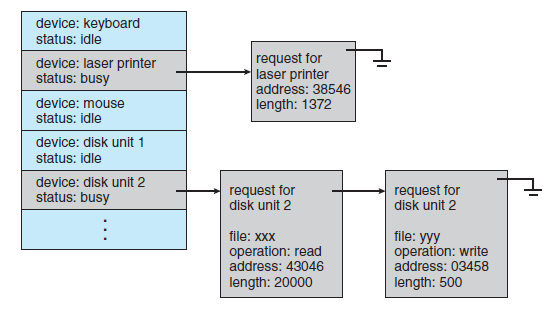 device: keyboard
status: idle
device: laser printer
status: busy
device: mouse
status: idle
device: disk unit 1
status: idle
device: disk unit 2
status: busy
request for
laser printer
address: 38546
length: 1372
request for
disk unit 2
file: xxx
operation: read
address: 43046
length: 20000
request for
disk unit 2
file: yyy
operation: write
address: 03458
length: 500